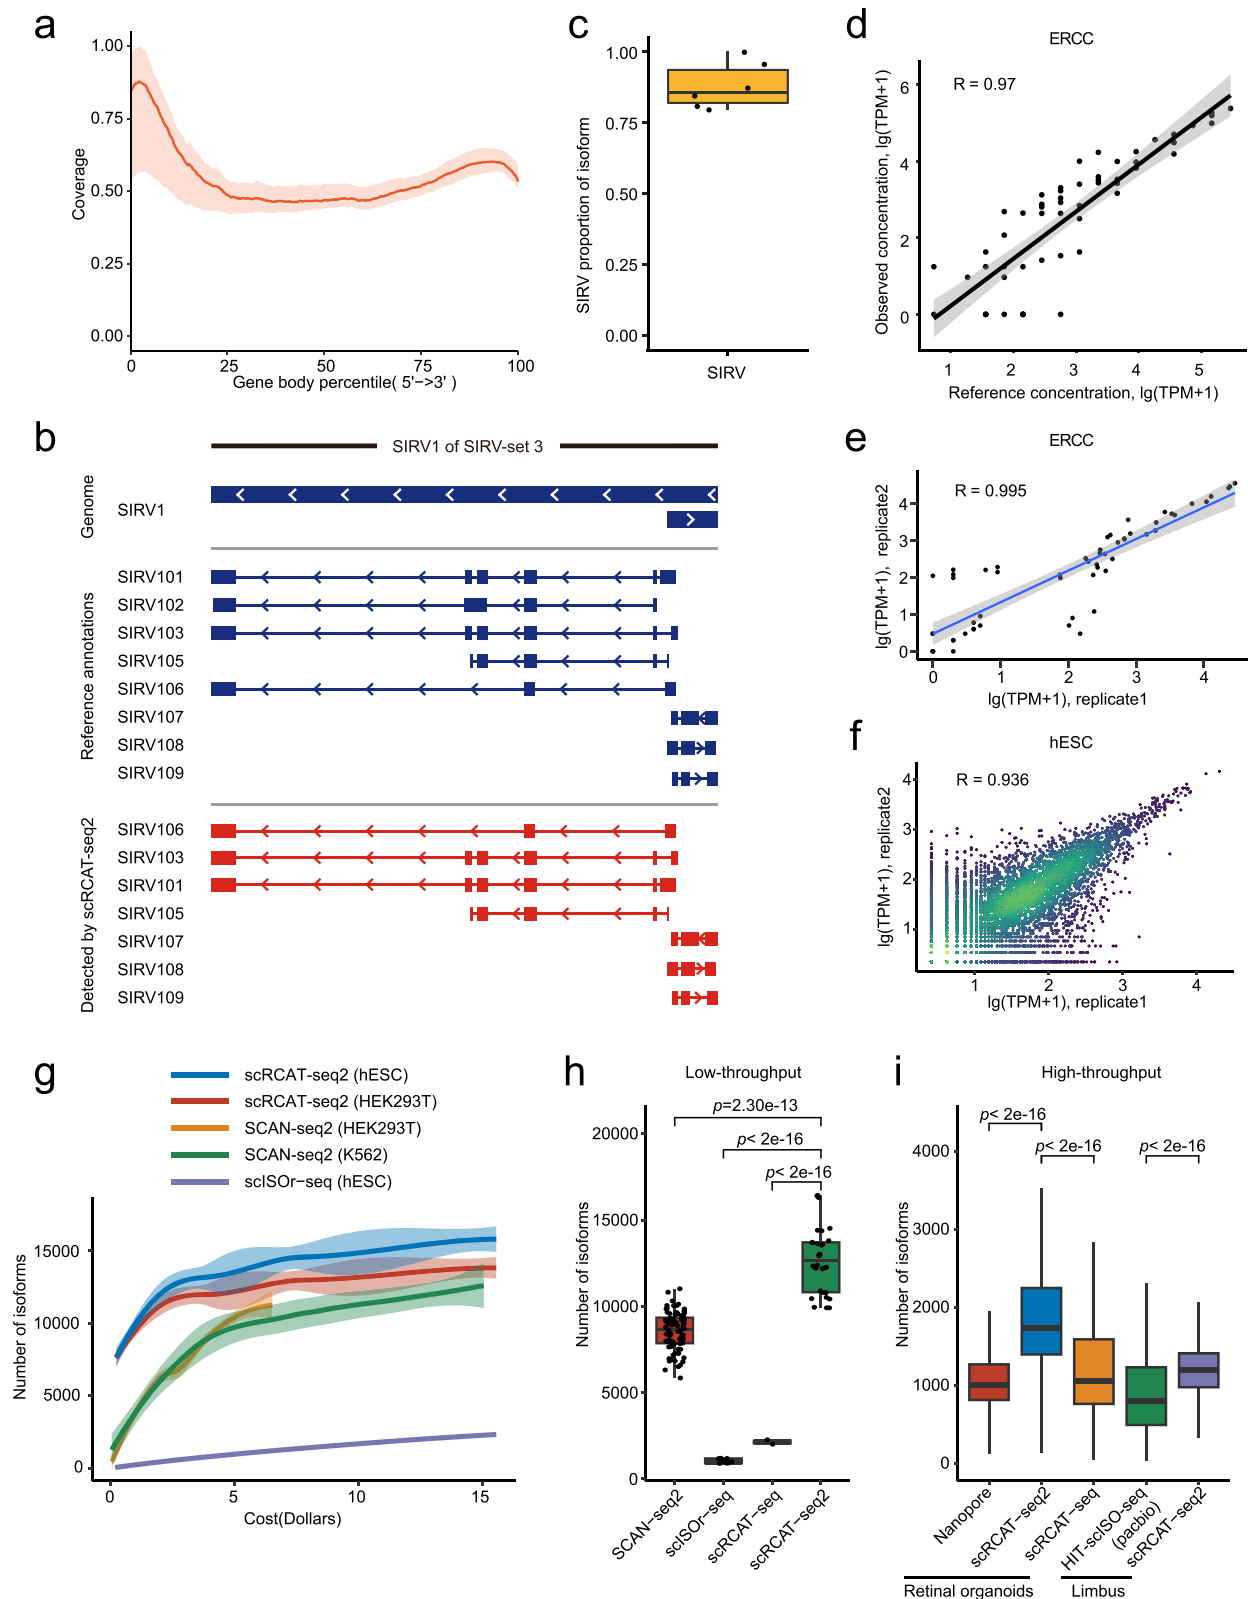 a
1.00
0.75
0.50
0.25
0.00
Coverage
0
25
50
75
100
Gene body percentile( 5'−>3' )
c
1.00
0.75
0.50
0.25
0.00
SIRV proportion of isoform
SIRV
d
ERCC
R = 0.97
6
4
2
0
Observed concentration, lg(TPM+1)
1
2
3
4
5
Reference concentration, lg(TPM+1)
b
SIRV1 of SIRV-set 3
Genome
SIRV1
Reference annotations
SIRV101
SIRV102
SIRV103
SIRV105
SIRV106
SIRV107
SIRV108
SIRV109
Detected by scRCAT-seq2
SIRV106
SIRV103
SIRV101
SIRV105
SIRV107
SIRV108
SIRV109
e
ERCC
R = 0.995
4
3
2
1
0
lg(TPM+1), replicate2
0
1
2
3
4
lg(TPM+1), replicate1
f
hESC
R = 0.936
4
3
2
1
lg(TPM+1), replicate2
1
2
3
4
lg(TPM+1), replicate1
g
scRCAT-seq2 (hESC)
scRCAT-seq2 (HEK293T)
SCAN-seq2 (HEK293T)
SCAN-seq2 (K562)
scISOr−seq (hESC)
15000
10000
5000
0
Number of isoforms
0
5
10
15
Cost(Dollars)
h
Low-throughput
p=2.30e-13
p< 2e-16
p< 2e-16
20000
15000
10000
5000
0
Number of isoforms
SCAN−seq2
scISOr−seq
scRCAT−seq
scRCAT−seq2
i
High-throughput
p< 2e-16
p< 2e-16
p< 2e-16
4000
3000
2000
1000
0
Number of isoforms
Nanopore
scRCAT−seq2
scRCAT−seq
HIT-scISO-seq
(pacbio)
scRCAT−seq2
Retinal organoids
Limbus